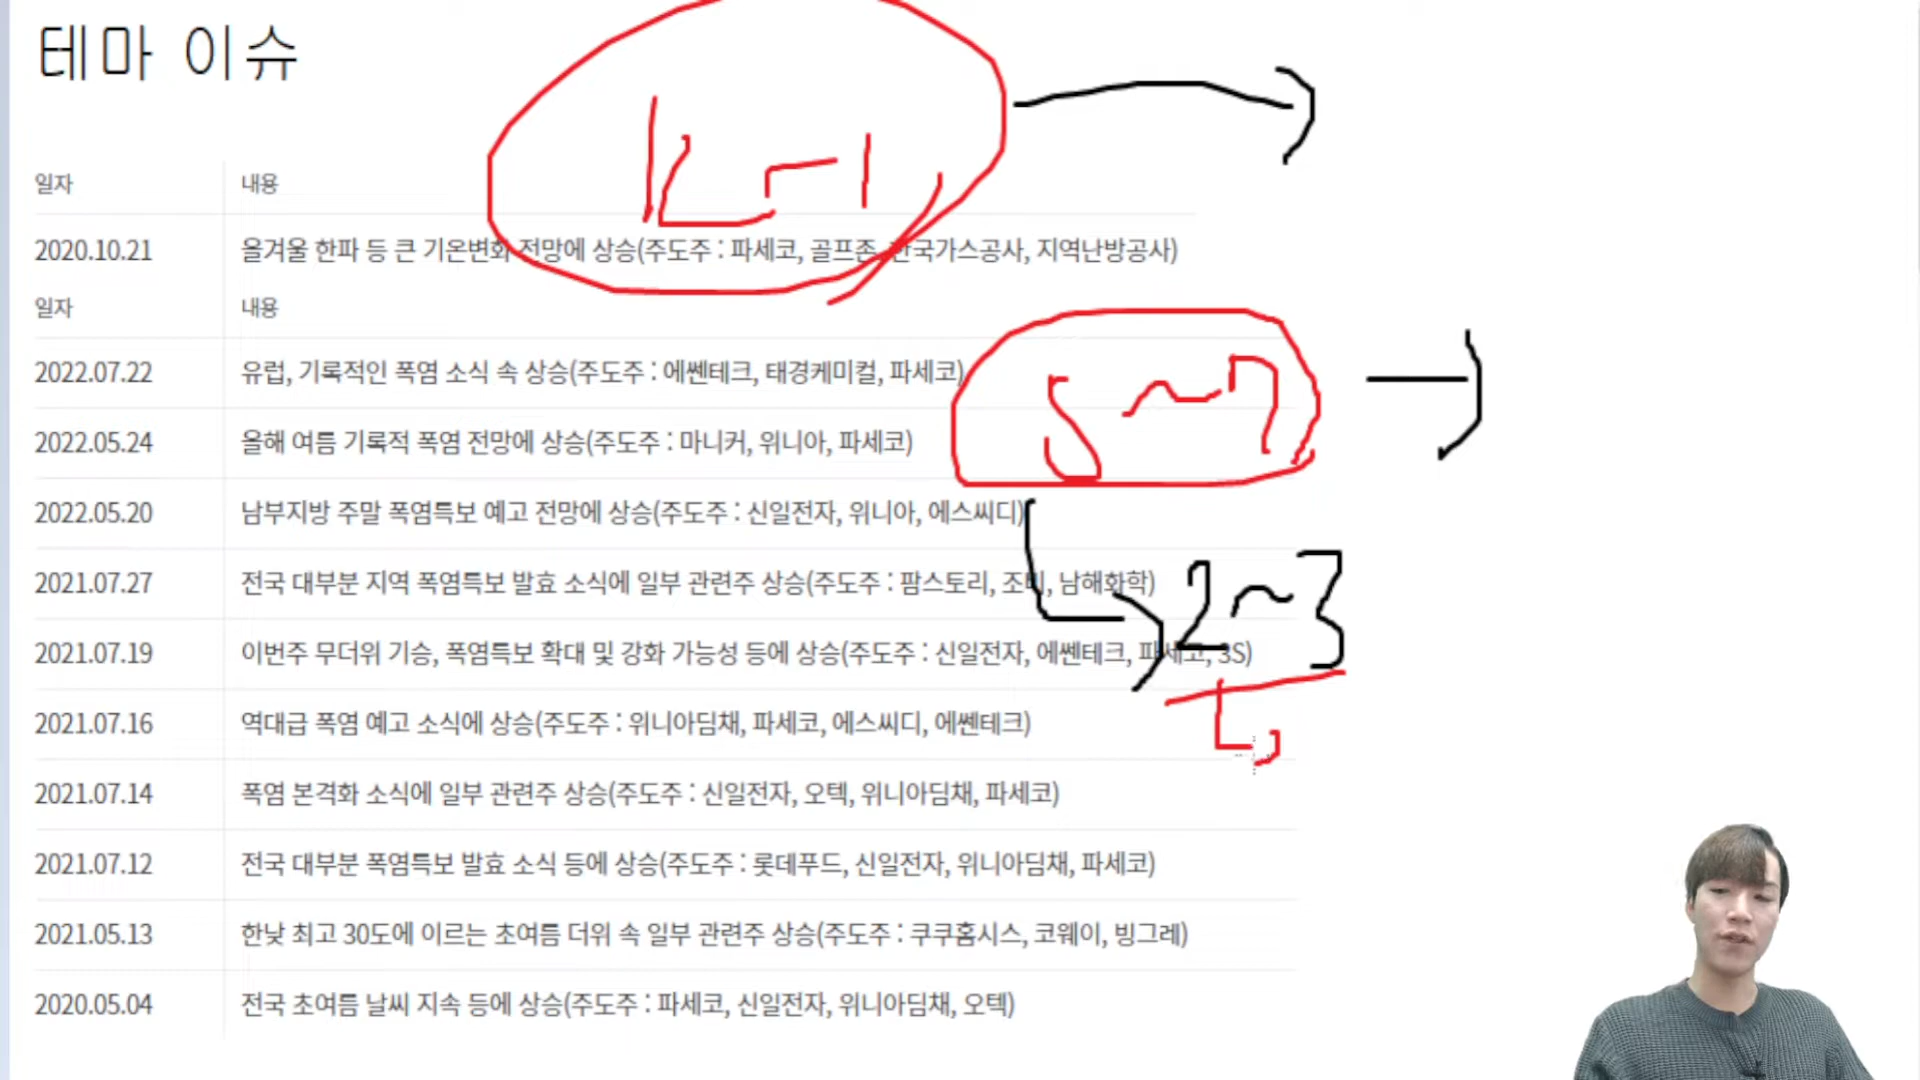 테마 이슈
12-1
일자 내용
2020.10.21 올겨울 한파 등 큰 기온변화 전망에 상승(주도주 : 파세코, 골프존, 한국가스공사, 지역난방공사)
일자 내용
2022.07.22 유럽, 기록적인 폭염 소식 속 상승(주도주 : 에쎈테크, 태경케미컬, 파세코)
5~7
2022.05.24 올해 여름 기록적 폭염 전망에 상승(주도주 : 마니커, 위니아, 파세코)
2022.05.20 남부지방 주말 폭염특보 예고 전망에 상승(주도주 : 신일전자, 위니아, 에스씨디)
2021.07.27 전국 대부분 지역 폭염특보 발효 소식에 일부 관련주 상승(주도주 : 팜스토리, 조비, 남해화학)
2~3
2021.07.19 이번주 무더위 기승, 폭염특보 확대 및 강화 가능성 등에 상승(주도주 : 신일전자, 에쎈테크, 파세코, 3S)
2021.07.16 역대급 폭염 예고 소식에 상승(주도주 : 위니아딤채, 파세코, 에스씨디, 에쎈테크)
2021.07.14 폭염 본격화 소식에 일부 관련주 상승(주도주 : 신일전자, 오텍, 위니아딤채, 파세코)
2021.07.12 전국 대부분 폭염특보 발효 소식 등에 상승(주도주 : 롯데푸드, 신일전자, 위니아딤채, 파세코)
2021.05.13 한낮 최고 30도에 이르는 초여름 더위 속 일부 관련주 상승(주도주 : 쿠쿠홈시스, 코웨이, 빙그레)
2020.05.04 전국 초여름 날씨 지속 등에 상승(주도주 : 파세코, 신일전자, 위니아딤채, 오텍)